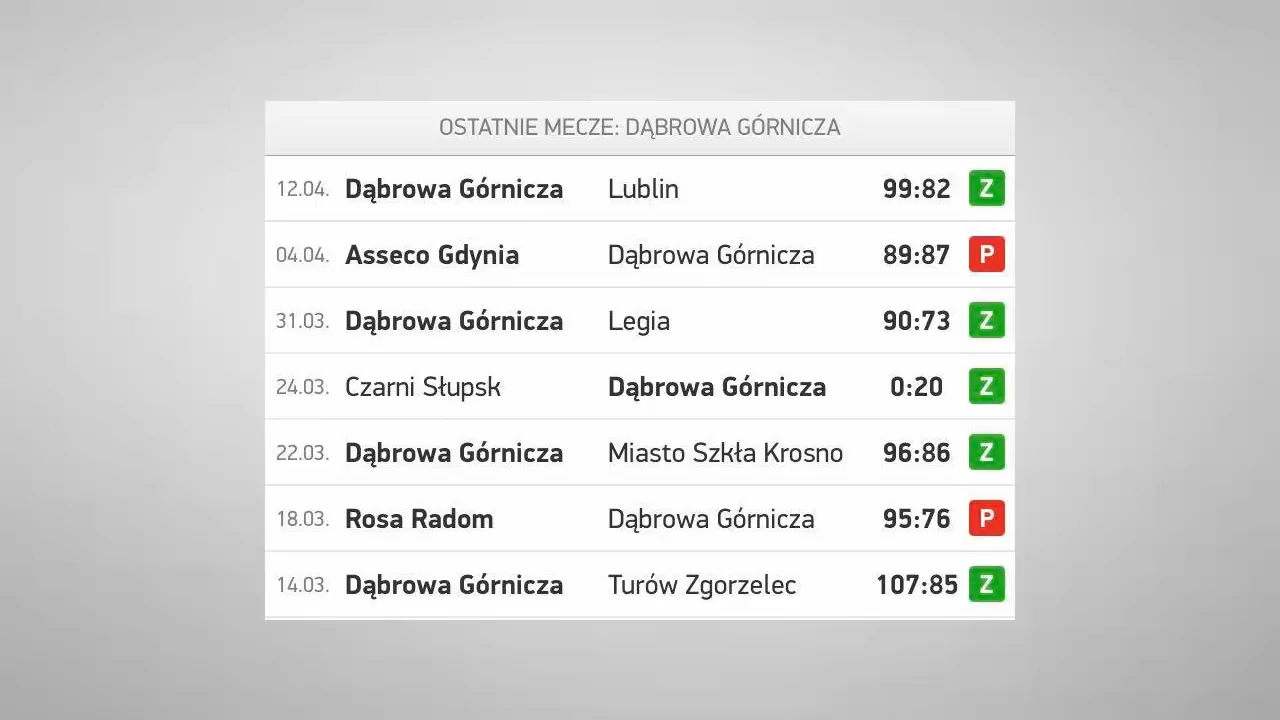 OSTATNIE MECZE: DĄBROWA GÓRNICZA
12.04. Dąbrowa Górnicza Lublin 99:82 Z
04.04. Asseco Gdynia Dąbrowa Górnicza 89:87 P
31.03. Dąbrowa Górnicza Legia 90:73 Z
24.03. Czarni Słupsk Dąbrowa Górnicza 0:20 Z
22.03. Dąbrowa Górnicza Miasto Szkła Krosno 96:86 Z
18.03. Rosa Radom Dąbrowa Górnicza 95:76 P
14.03. Dąbrowa Górnicza Turów Zgorzelec 107:85 Z